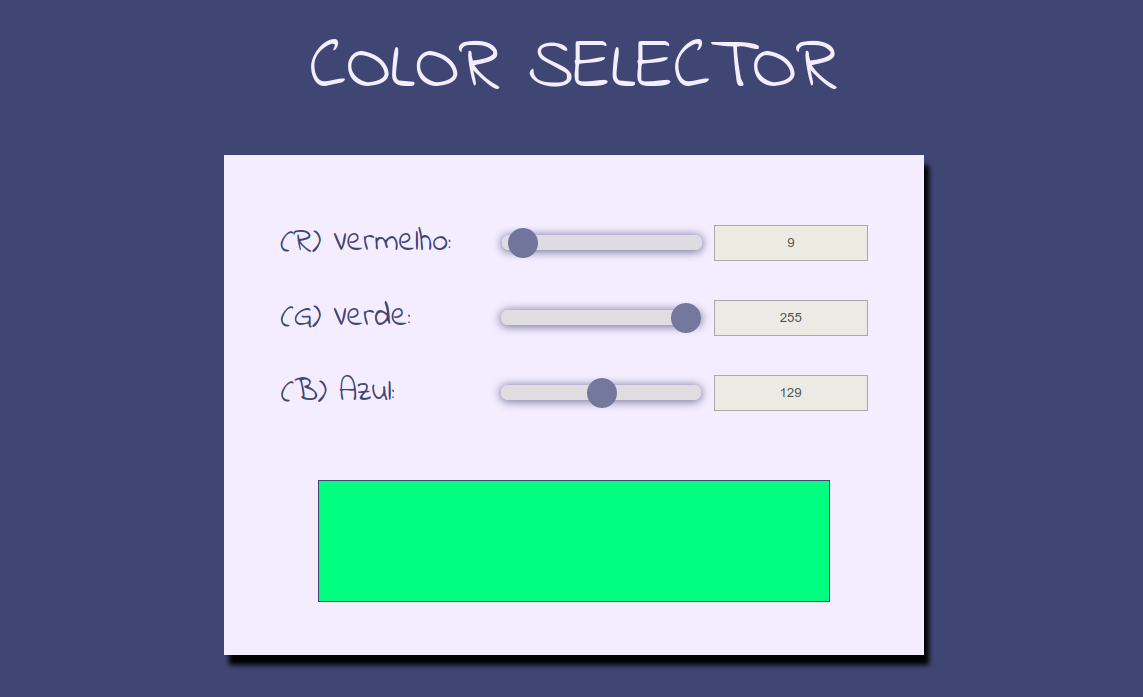 COLOR SELECTOR
(R) Vermelho: 9
(G) Verde: 255
(B) Azul: 129